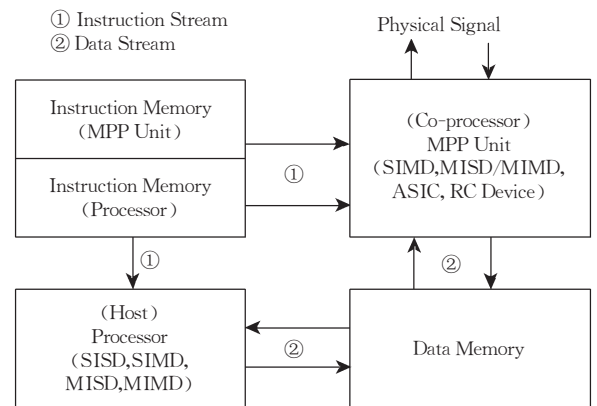 ① Instruction Stream
② Data Stream
Physical Signal
Instruction Memory
(MPP Unit)
Instruction Memory
(Processor)
①
(Co-processor)
MPP Unit
(SIMD,MISD/MIMD,
ASIC, RC Device)
①
②
(Host)
Processor
(SISD,SIMD,
MISD,MIMD)
②
Data Memory